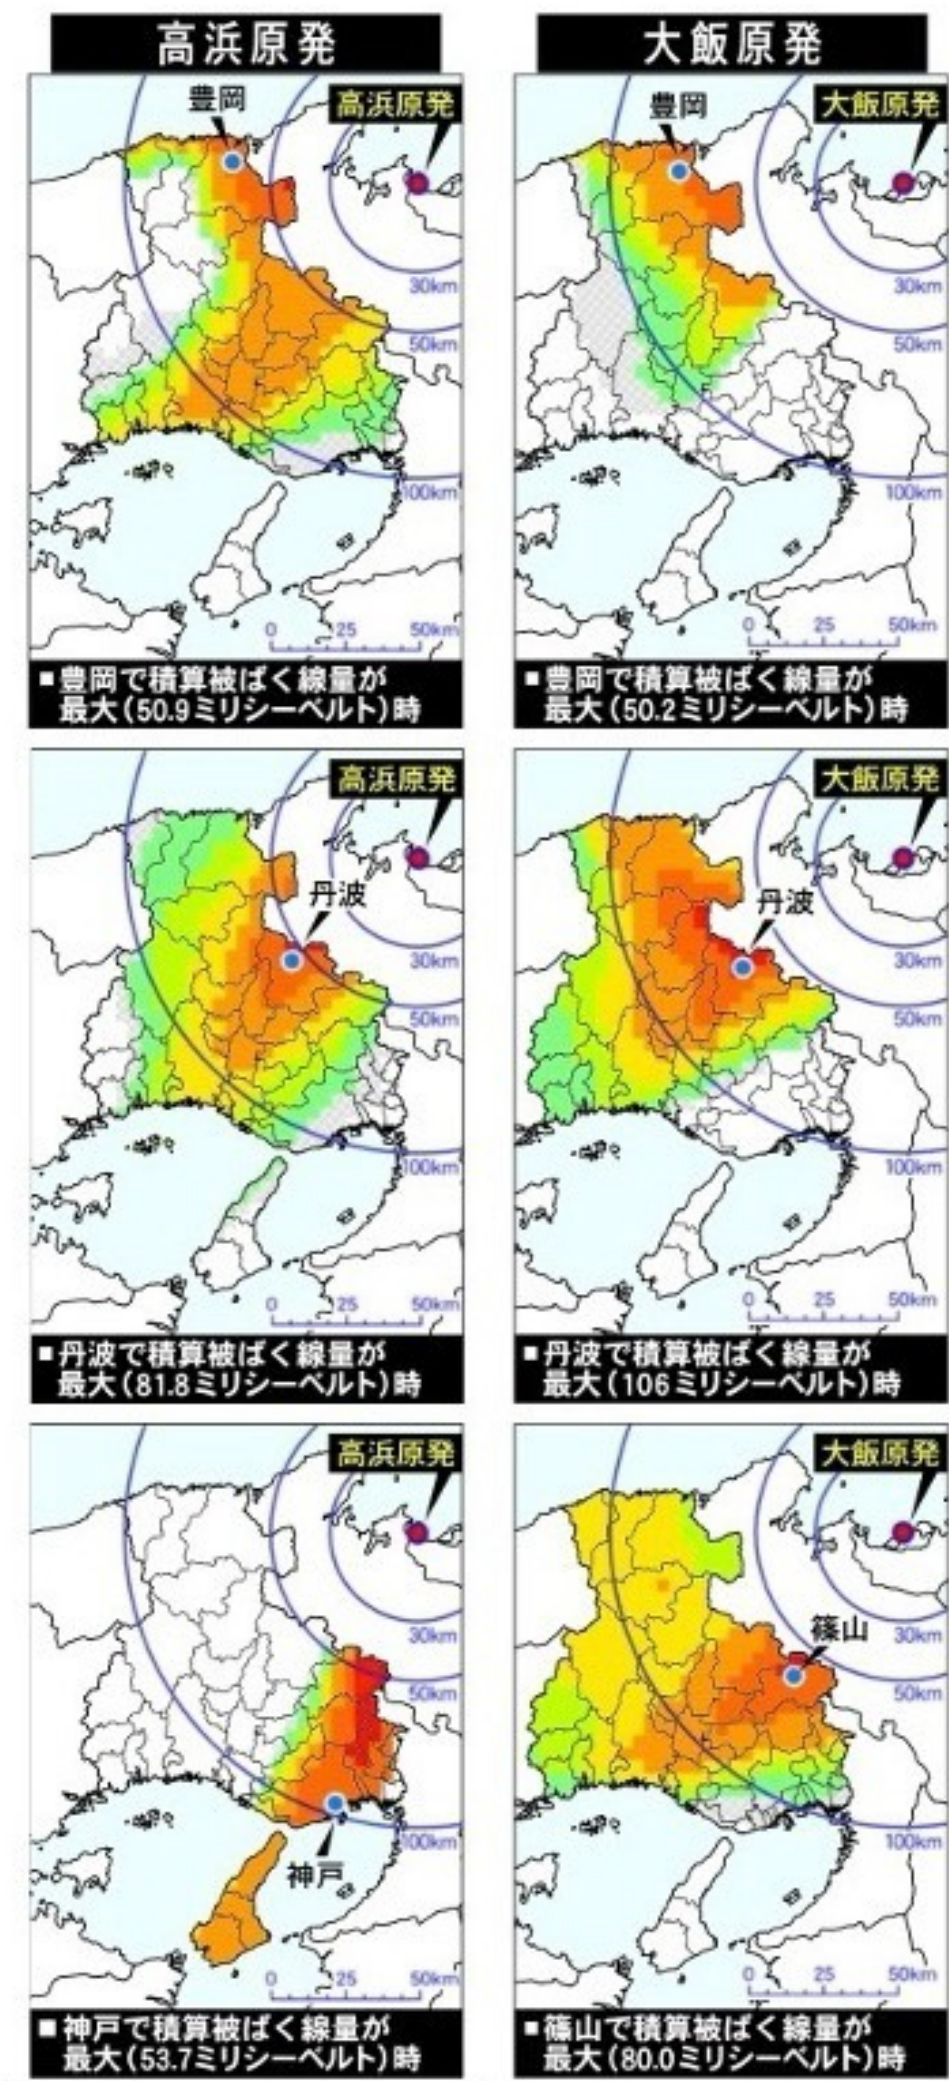 高浜原発
大飯原発
豊岡
高浜原発
30km
50km
100km
0 25 50km
■豊岡で積算被ばく線量が
最大(50.9ミリシーベルト)時
豊岡
大飯原発
30km
50km
100km
0 25 50km
■豊岡で積算被ばく線量が
最大(50.2ミリシーベルト)時
高浜原発
丹波
30km
50km
100km
0 25 50km
■丹波で積算被ばく線量が
最大(81.8ミリシーベルト)時
大飯原発
丹波
30km
50km
100km
0 25 50km
■丹波で積算被ばく線量が
最大(106ミリシーベルト)時
高浜原発
30km
50km
100km
神戸
0 25 50km
■神戸で積算被ばく線量が
最大(53.7ミリシーベルト)時
大飯原発
篠山
30km
50km
100km
0 25 50km
■篠山で積算被ばく線量が
最大(80.0ミリシーベルト)時